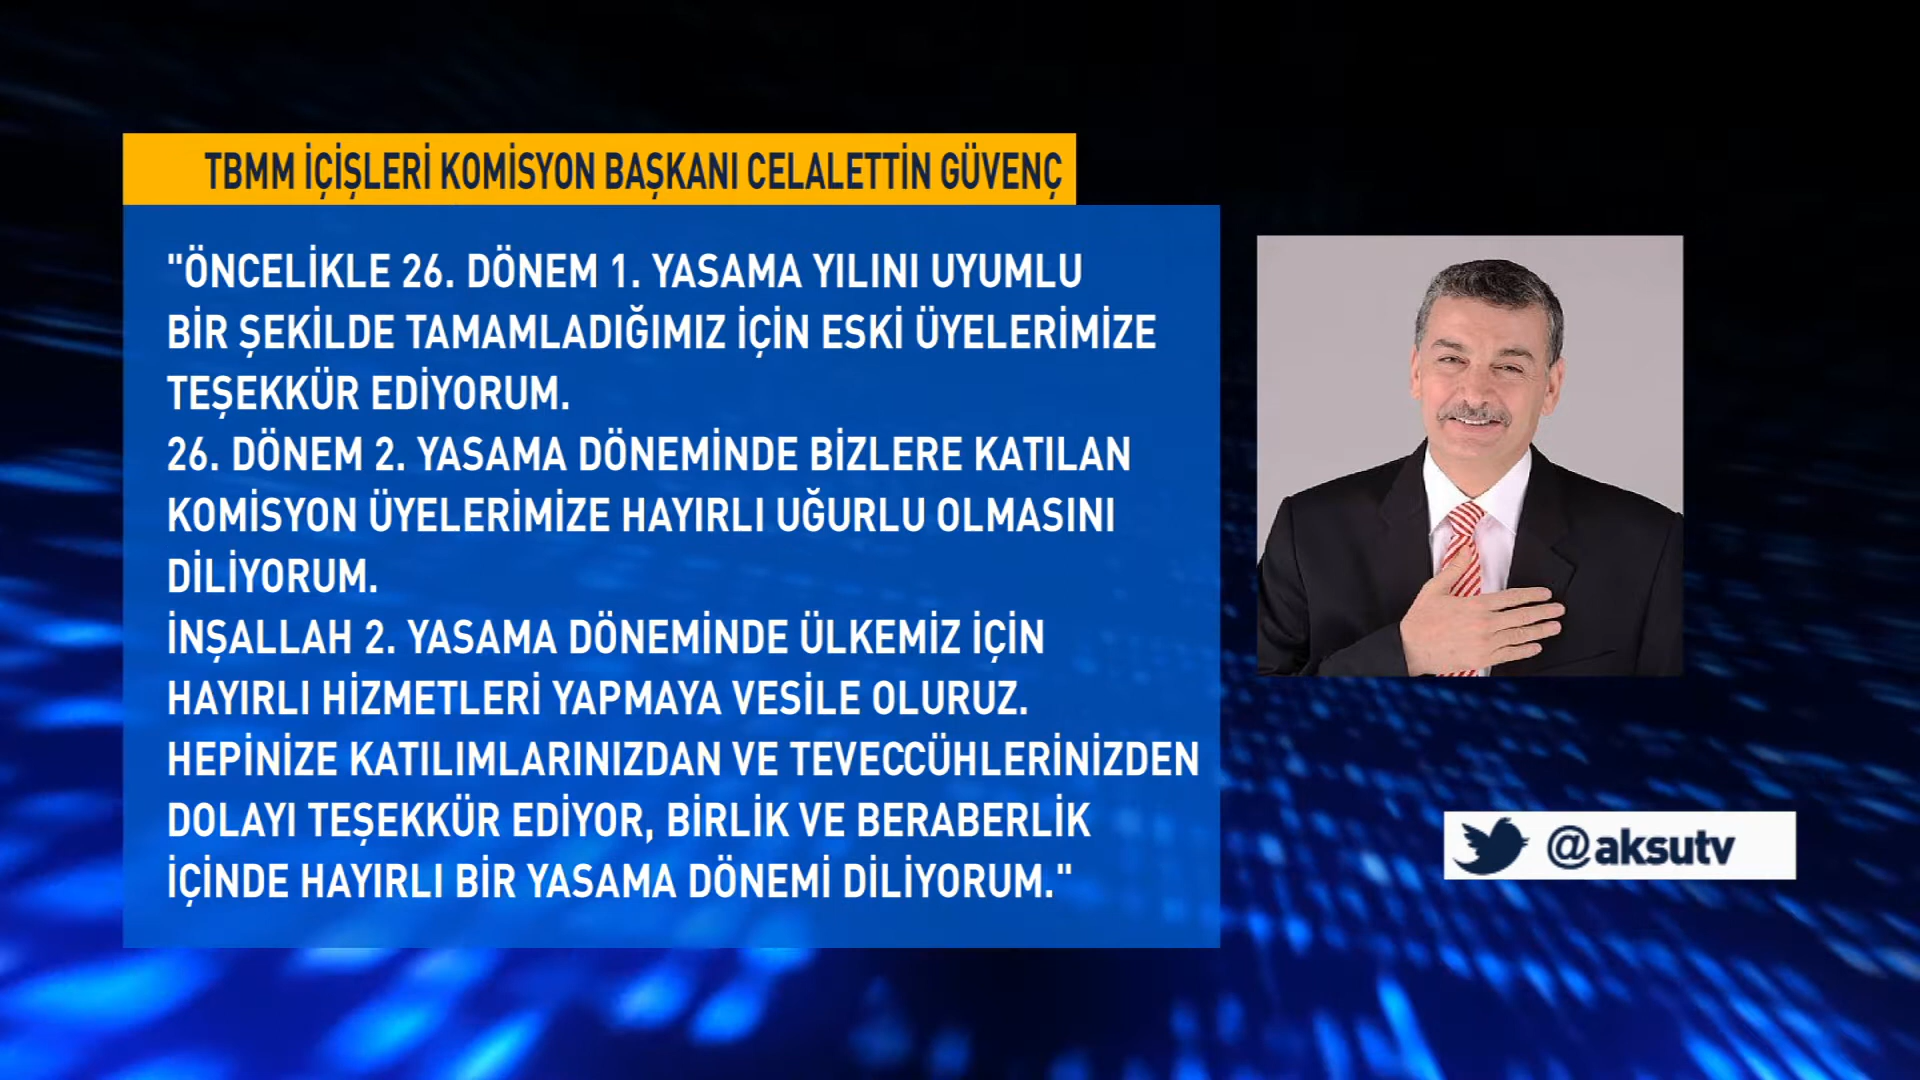 TBMM İÇİŞLERİ KOMİSYON BAŞKANI CELALETTİN GÜVENÇ
"ÖNCELİKLE 26. DÖNEM 1. YASAMA YILINI UYUMLU
BİR ŞEKİLDE TAMAMLADIĞIMIZ İÇİN ESKİ ÜYELERİMİZE
TEŞEKKÜR EDİYORUM.
26. DÖNEM 2. YASAMA DÖNEMİNDE BİZLERE KATILAN
KOMİSYON ÜYELERİMİZE HAYIRLI UĞURLU OLMASINI
DİLİYORUM.
İNŞALLAH 2. YASAMA DÖNEMİNDE ÜLKEMİZ İÇİN
HAYIRLI HİZMETLERİ YAPMAYA VESİLE OLURUZ.
HEPİNİZE KATILIMLARINIZDAN VE TEVECCÜHLERİNİZDEN
DOLAYI TEŞEKKÜR EDİYOR, BİRLİK VE BERABERLİK
İÇİNDE HAYIRLI BİR YASAMA DÖNEMİ DİLİYORUM."
@aksutv